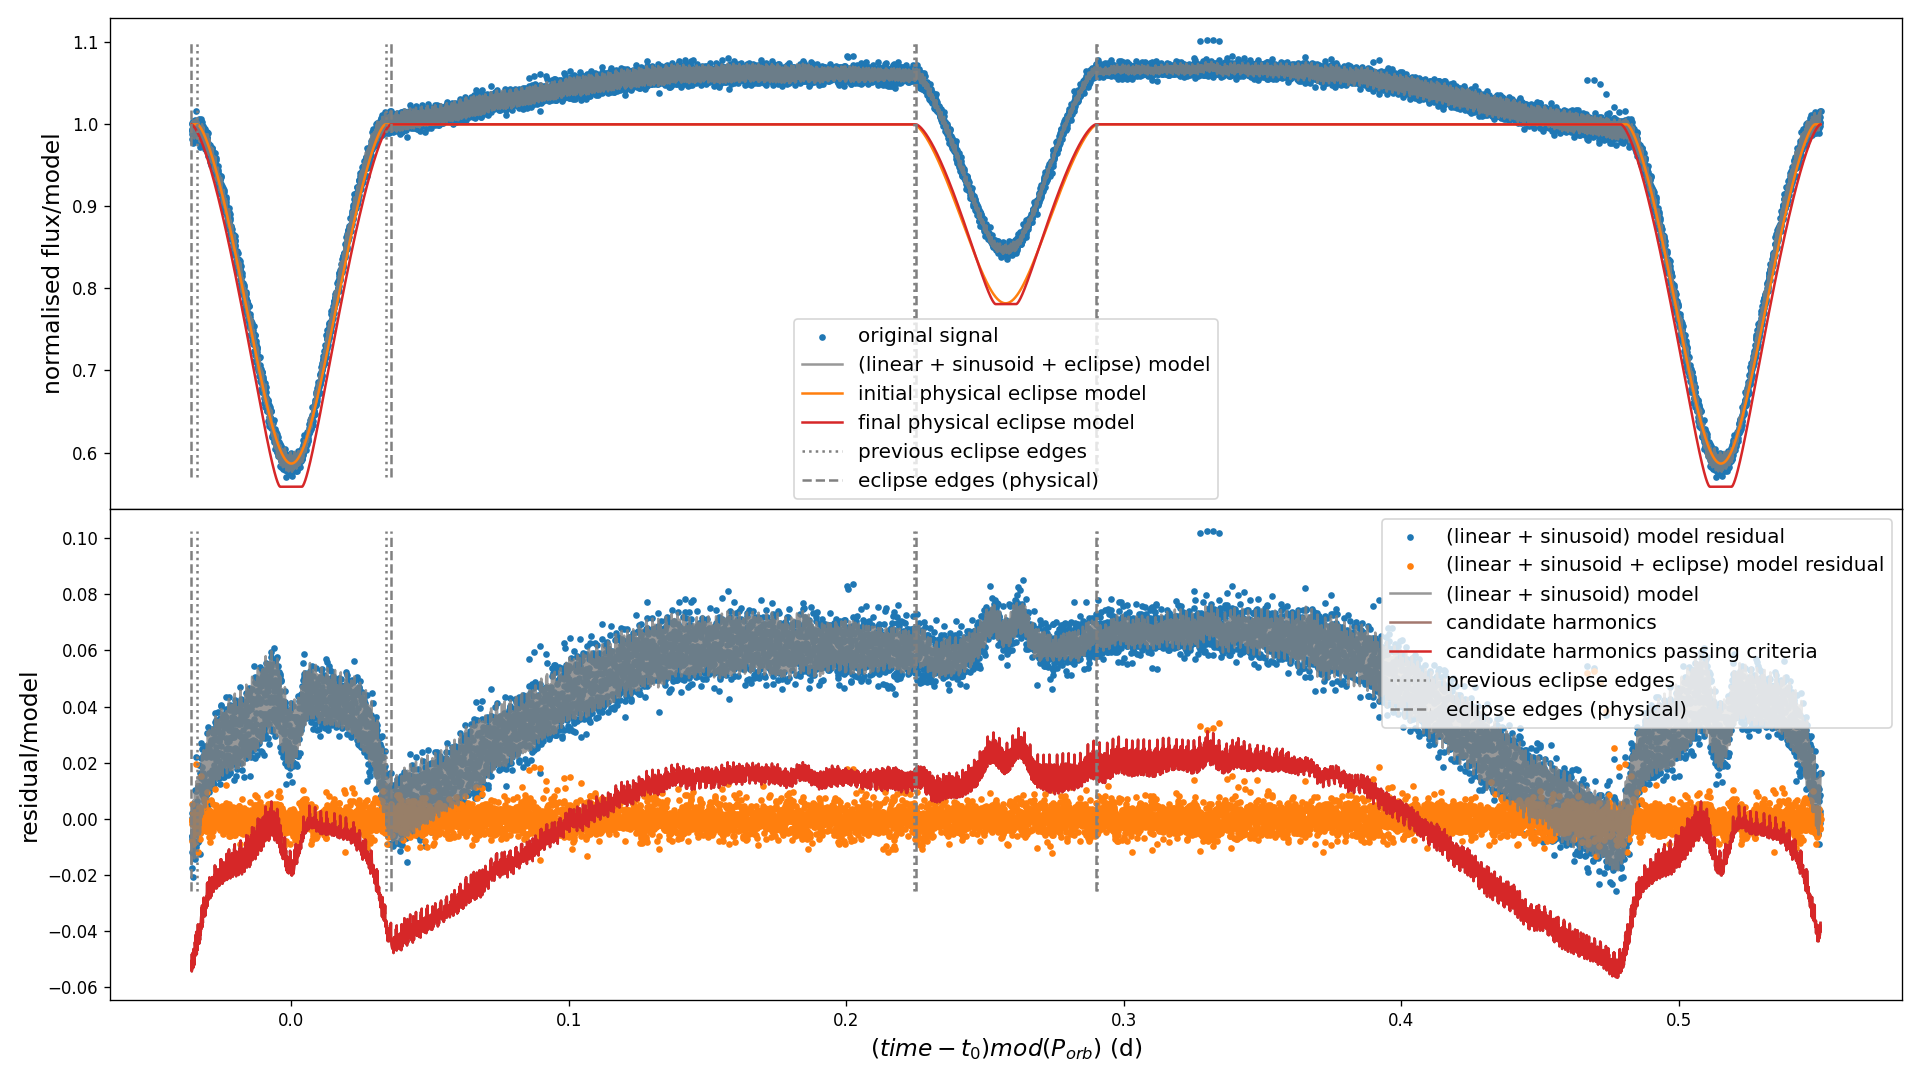 normalised flux/model
1.1
1.0
0.9
0.8
0.7
0.6
original signal
(linear + sinusoid + eclipse) model
initial physical eclipse model
final physical eclipse model
previous eclipse edges
eclipse edges (physical)
residual/model
0.10
0.08
0.06
0.04
0.02
0.00
−0.02
−0.04
−0.06
(linear + sinusoid) model residual
(linear + sinusoid + eclipse) model residual
(linear + sinusoid) model
candidate harmonics
candidate harmonics passing criteria
previous eclipse edges
eclipse edges (physical)
0.0 0.1 0.2 0.3 0.4 0.5
(time − t₀)mod(P_orb) (d)